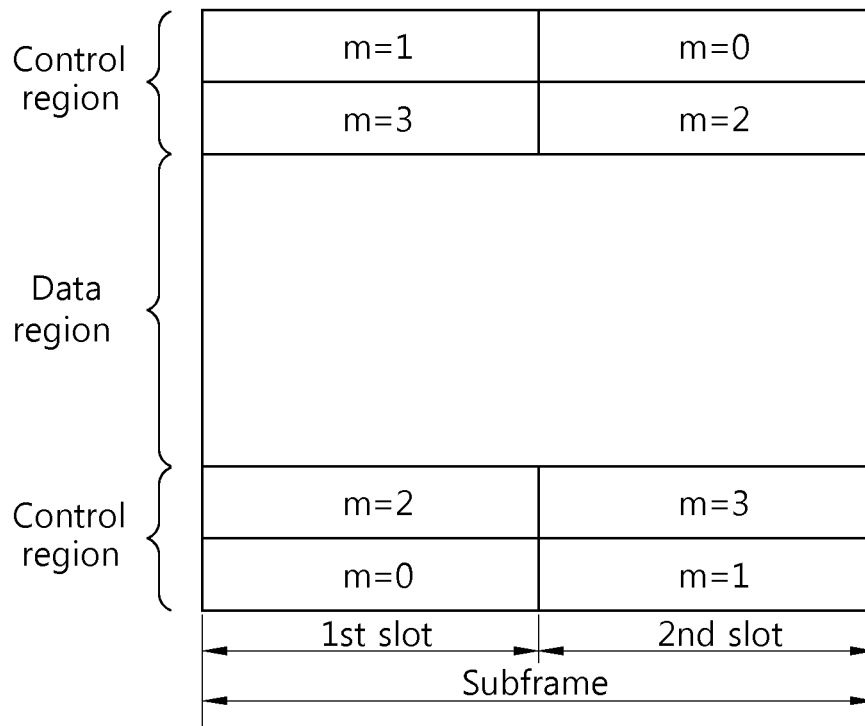 Control
region
m=1
m=0
m=3
m=2
Data
region
Control
region
m=2
m=3
m=0
m=1
1st slot
2nd slot
Subframe